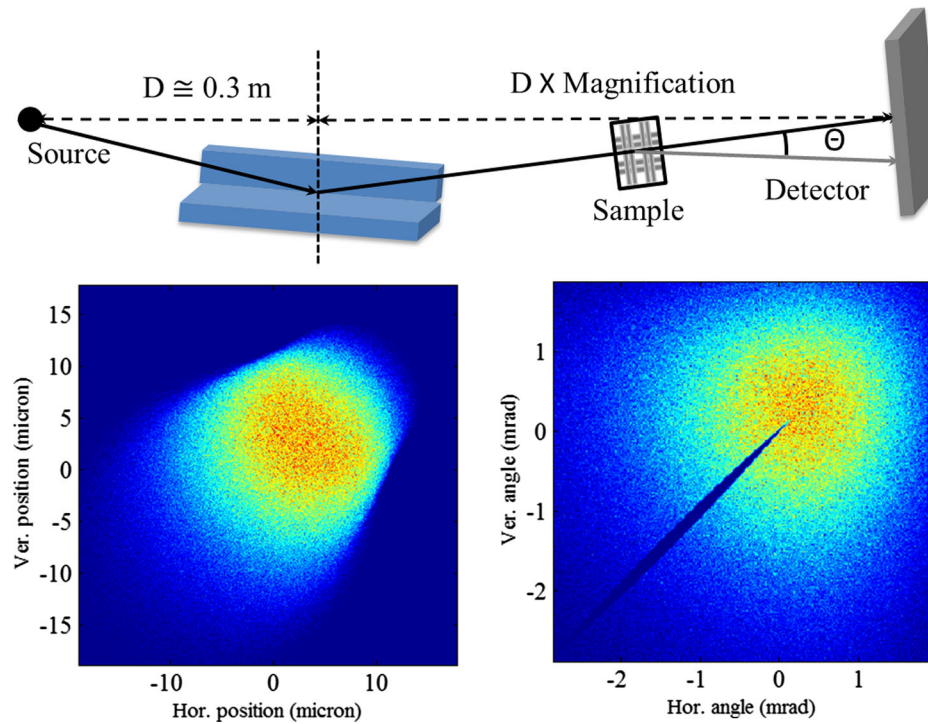 D ≅ 0.3 m
D X Magnification
Source
Sample
Θ
Detector
15
10
5
0
-5
-10
-15
Ver. position (micron)
-10 0 10
Hor. position (micron)
1
0
-1
-2
Ver. angle (mrad)
-2 -1 0 1
Hor. angle (mrad)